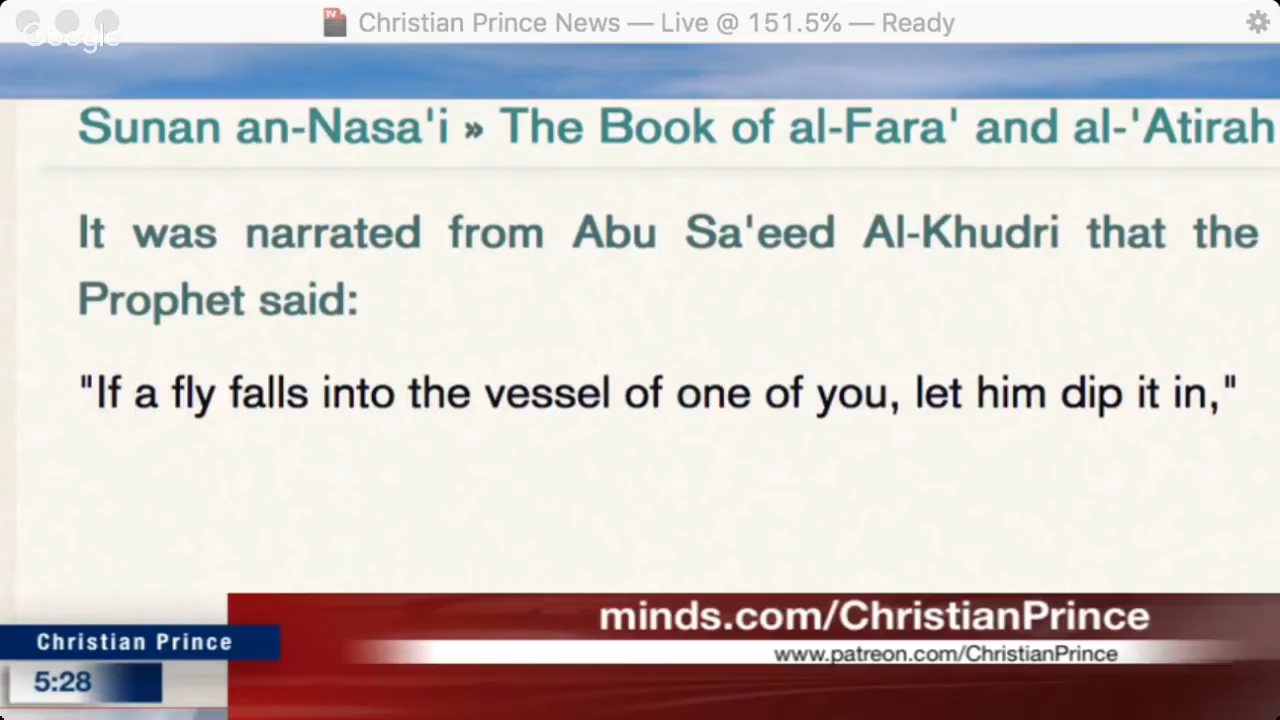 Christian Prince News — Live @ 151.5% — Ready
Google
Sunan an-Nasa'i » The Book of al-Fara' and al-'Atirah
It was narrated from Abu Sa'eed Al-Khudri that the
Prophet said:
"If a fly falls into the vessel of one of you, let him dip it in,"
minds.com/ChristianPrince
Christian Prince
www.patreon.com/ChristianPrince
5:28